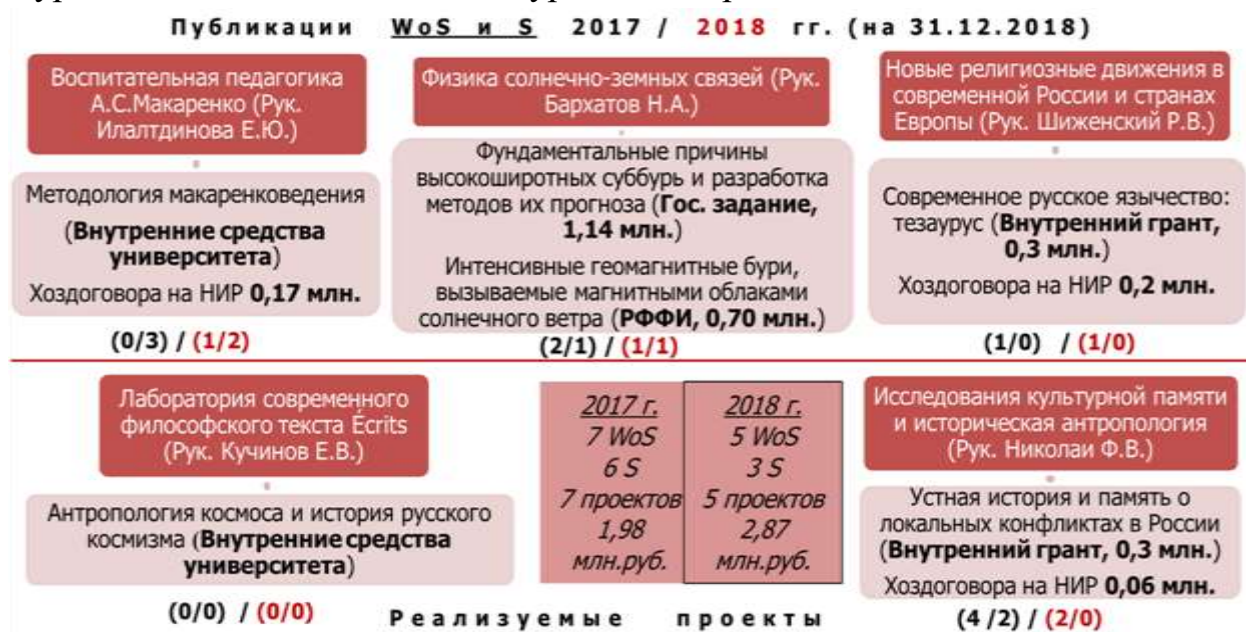 Публикации WoS и S 2017 / 2018 гг. (на 31.12.2018)
Воспитательная педагогика
А.С.Макаренко (Рук.
Илалтдинова Е.Ю.)
Методология макаренковедения
(Внутренние средства
университета)
Хоздоговора на НИР 0,17 млн.
(0/3) / (1/2)
Физика солнечно-земных связей (Рук.
Бархатов Н.А.)
Фундаментальные причины
высокоширотных суббурь и разработка
методов их прогноза (Гос. задание,
1,14 млн.)
Интенсивные геомагнитные бури,
вызываемые магнитными облаками
солнечного ветра (РФФИ, 0,70 млн.)
(2/1) / (1/1)
Новые религиозные движения в
современной России и странах
Европы (Рук. Шиженский Р.В.)
Современное русское язычество:
тезаурус (Внутренний грант,
0,3 млн.)
Хоздоговора на НИР 0,2 млн.
(1/0) / (1/0)
Лаборатория современного
философского текста Écrits
(Рук. Кучинов Е.В.)
Антропология космоса и история русского
космизма (Внутренние средства
университета)
(0/0) / (0/0)
2017 г.
7 WoS
6 S
7 проектов
1,98
млн.руб.
2018 г.
5 WoS
3 S
5 проектов
2,87
млн.руб.
Исследования культурной памяти
и историческая антропология
(Рук. Николаи Ф.В.)
Устная история и память о
локальных конфликтах в России
(Внутренний грант, 0,3 млн.)
Хоздоговора на НИР 0,06 млн.
(4 /2) / (2/0)
Реализуемые проекты